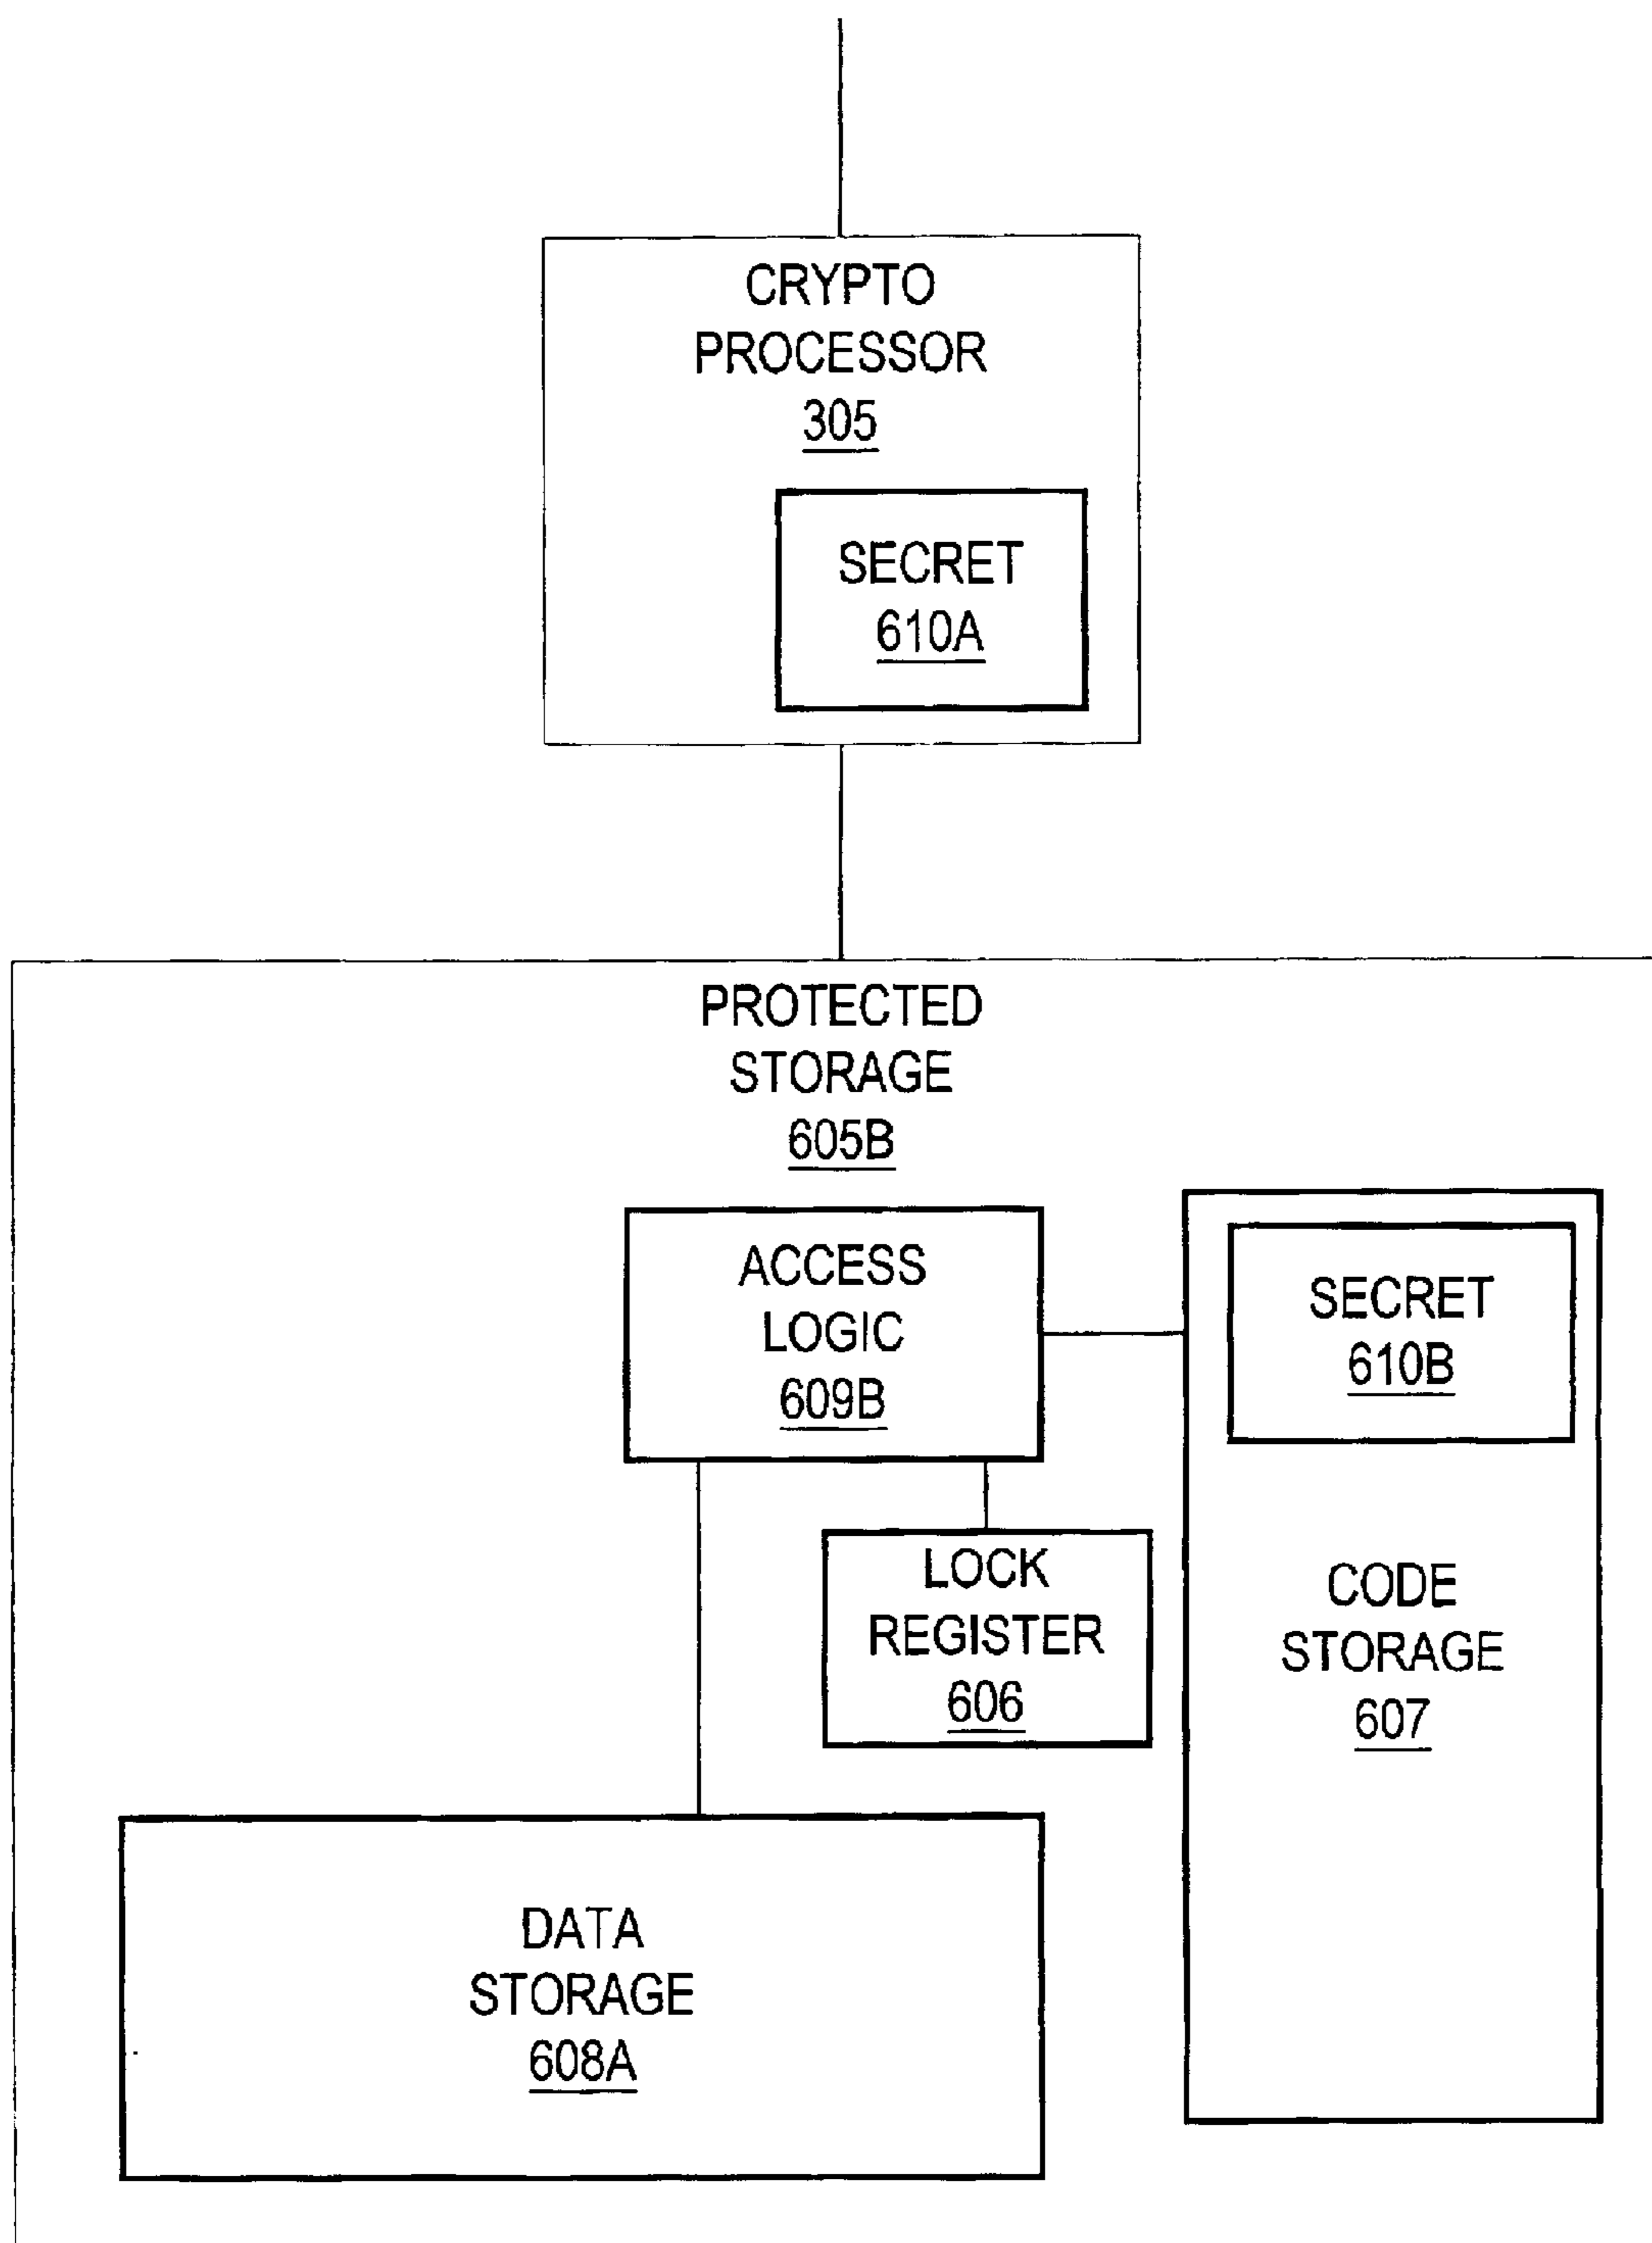 CRYPTO
PROCESSOR
305
SECRET
610A
PROTECTED
STORAGE
605B
ACCESS
LOGIC
609B
SECRET
610B
LOCK
REGISTER
606
CODE
STORAGE
607
DATA
STORAGE
608A